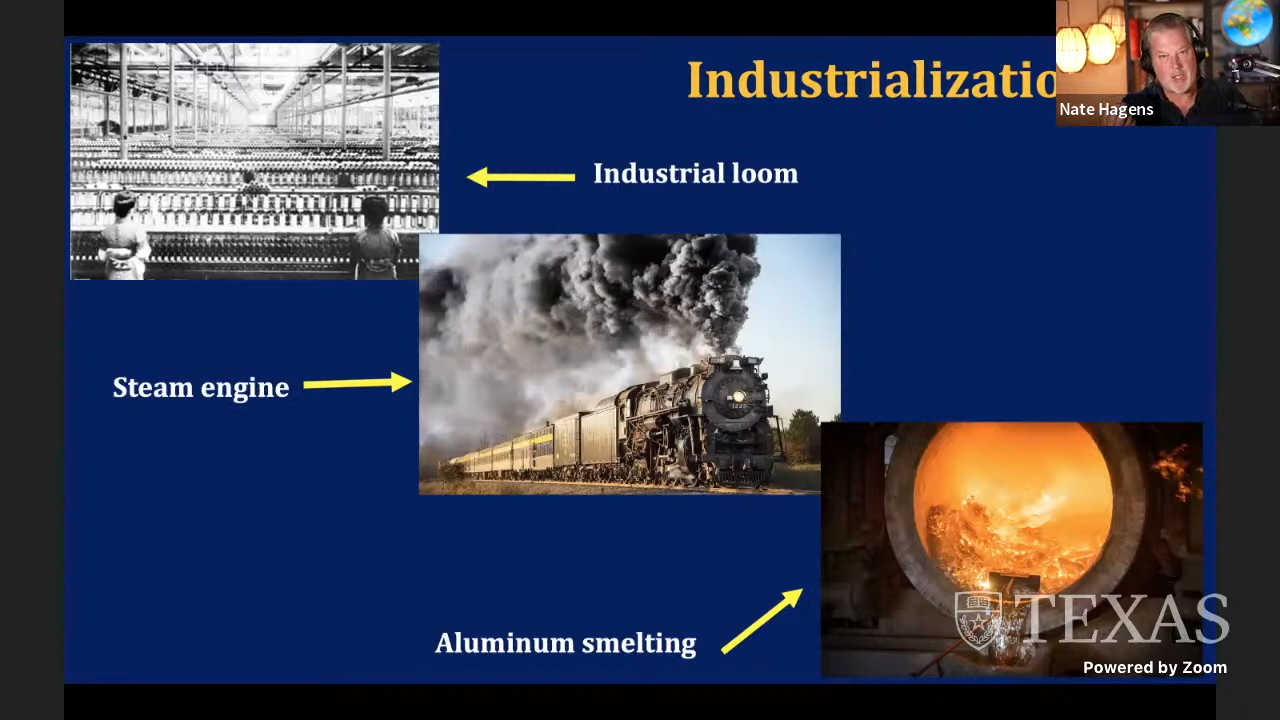 Industrializatio
Nate Hagens
Industrial loom
Steam engine
Aluminum smelting
TEXAS
Powered by Zoom